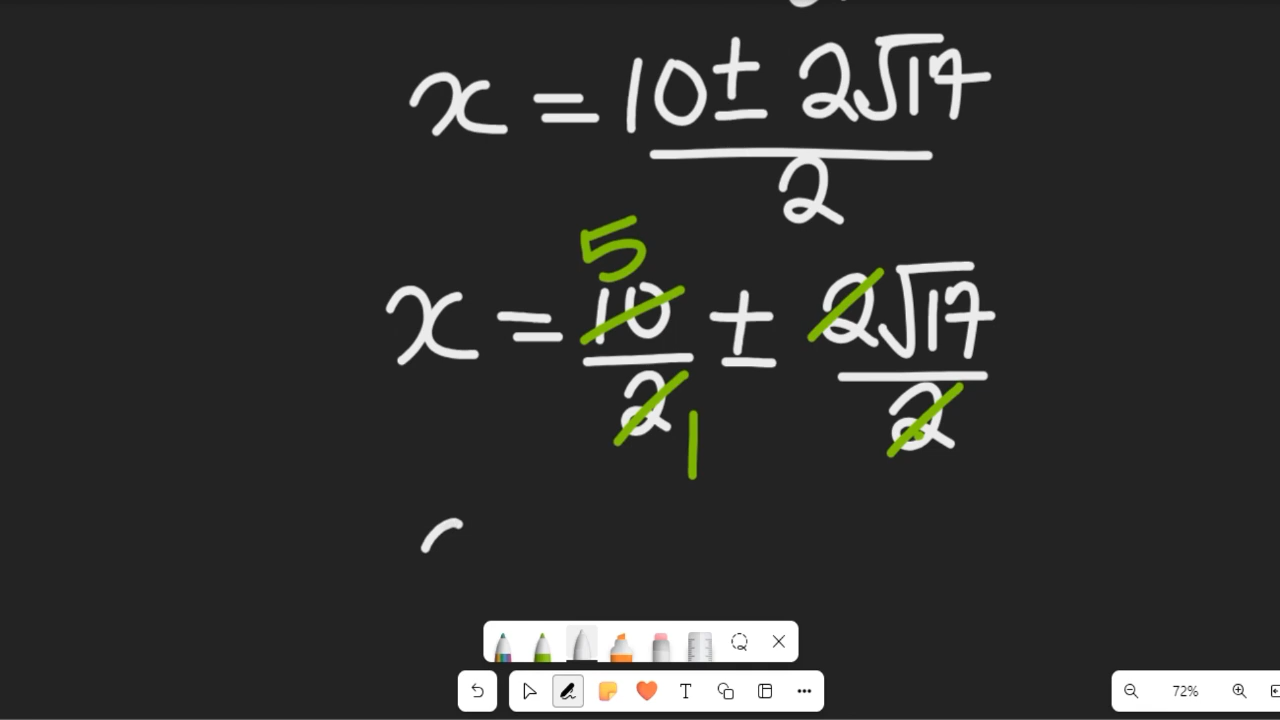 x = 10 ± 2√17
2
5
x = 10 ± 2√17
2 2
1
T
72%